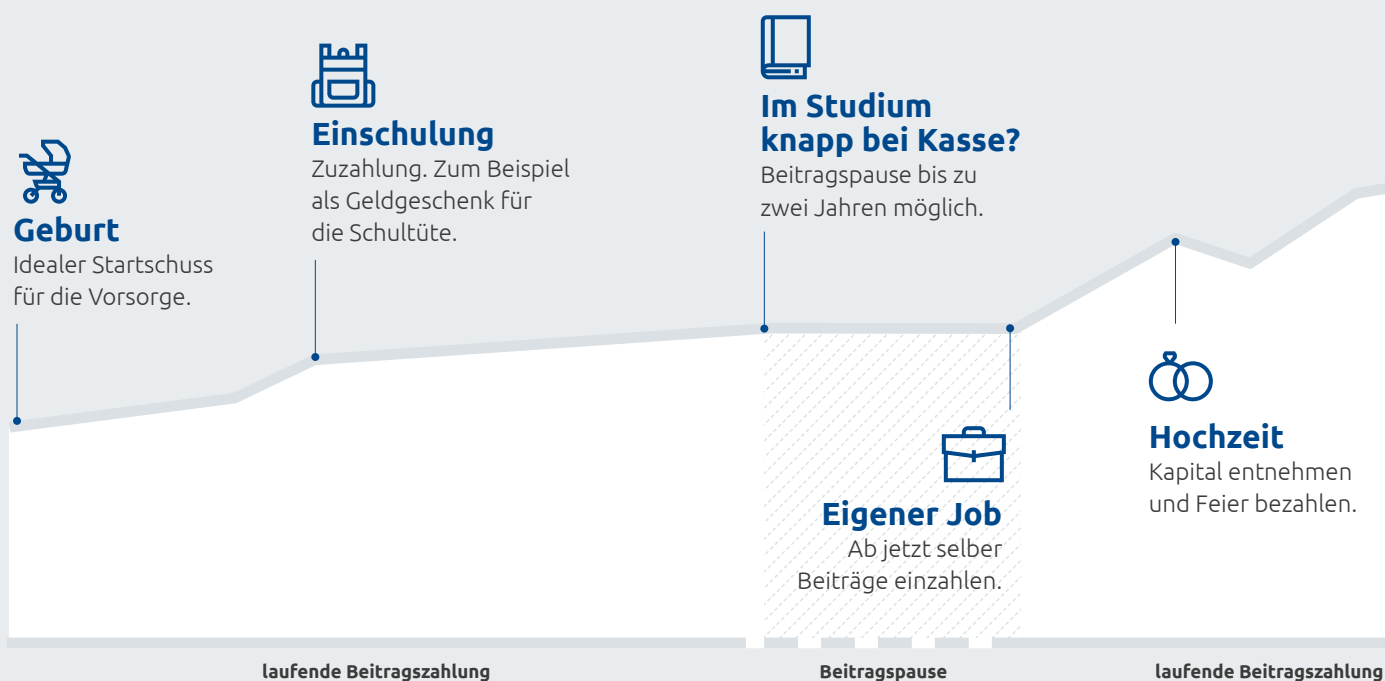 Geburt
Idealer Startschuss
für die Vorsorge.
Einschulung
Zuzahlung. Zum Beispiel
als Geldgeschenk für
die Schultüte.
Im Studium
knapp bei Kasse?
Beitragspause bis zu
zwei Jahren möglich.
Eigener Job
Ab jetzt selber
Beiträge einzahlen.
Hochzeit
Kapital entnehmen
und Feier bezahlen.
laufende Beitragszahlung
Beitragspause
laufende Beitragszahlung